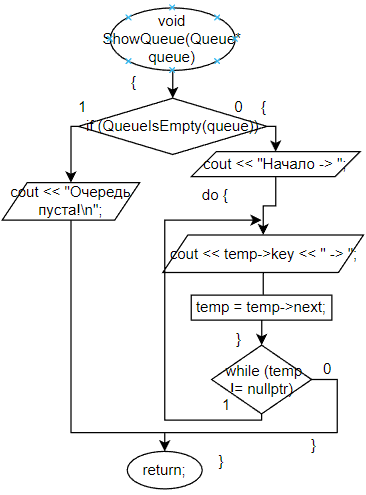 void
ShowQueue(Queue*
queue)
{
1
0
{
if (QueueIsEmpty(queue))
cout << "Начало -> ";
cout << "Очередь
пуста!\n";
do {
cout << temp->key << " -> ";
temp = temp->next;
}
while (temp
!= nullptr)
0
1
}
}
return;